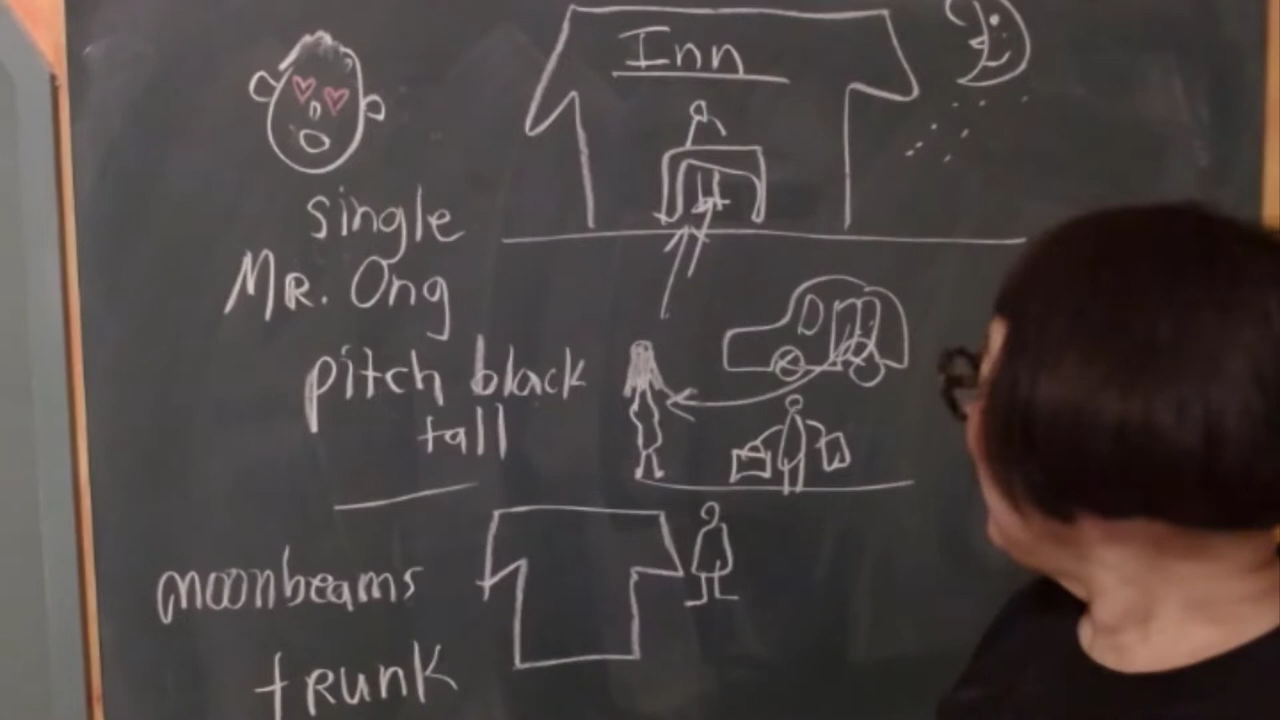 Inn
single
MR. Ong
pitch black
tall
moonbeams
trunk